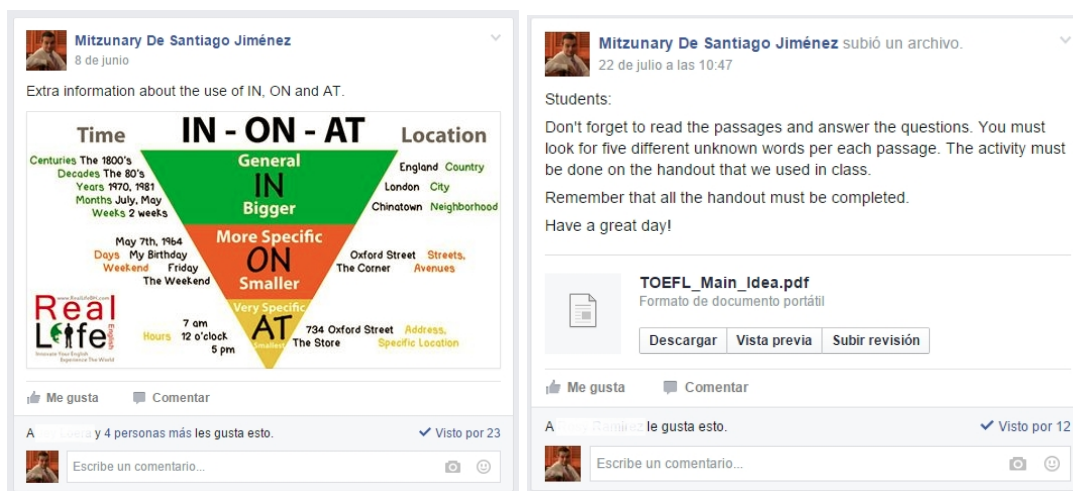 Mitzunary De Santiago Jiménez
8 de junio
Extra information about the use of IN, ON and AT.
IN - ON - AT
Time
Location
Centuries The 1800's
Decades The 80's
Years 1970, 1981
Months July, May
Weeks 2 weeks
General
IN
Bigger
England Country
London City
Chinatown Neighborhood
May 7th, 1964
Days My Birthday
Weekend Friday
The Weekend
More Specific
ON
Smaller
Oxford Street Streets,
The Corner Avenues
www.RealLifeBH.com
Real
Life
English
Innovate Your English
Experience The World
Hours
7 am
12 o'clock
5 pm
Very Specific
AT
Smallest
734 Oxford Street Address,
The Store Specific Location
Me gusta Comentar
A y 4 personas más les gusta esto. Visto por 23
Escribe un comentario...
Mitzunary De Santiago Jiménez subió un archivo.
22 de julio a las 10:47
Students:
Don't forget to read the passages and answer the questions. You must
look for five different unknown words per each passage. The activity must
be done on the handout that we used in class.
Remember that all the handout must be completed.
Have a great day!
TOEFL_Main_Idea.pdf
Formato de documento portátil
Descargar Vista previa Subir revisión
Me gusta Comentar
A le gusta esto. Visto por 12
Escribe un comentario...